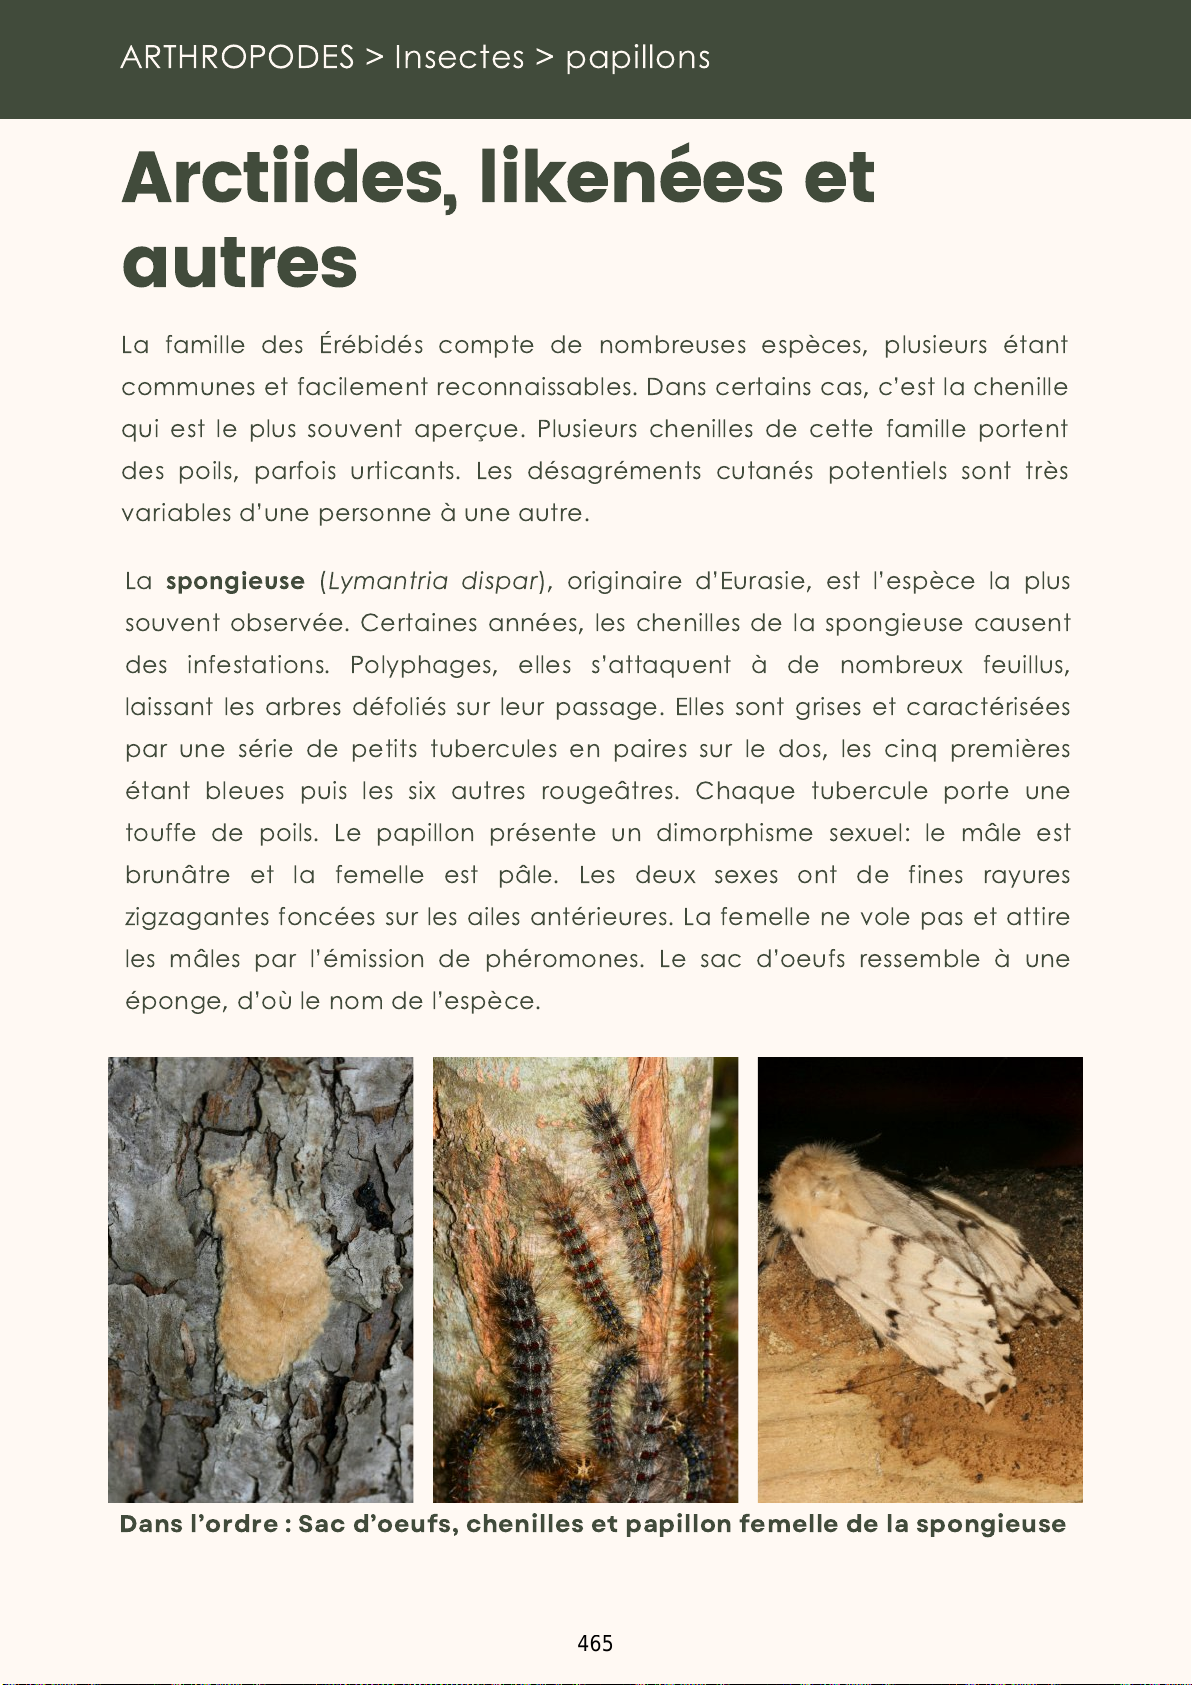 ARTHROPODES > Insectes > papillons
Arctiides, likenées et
autres
La famille des Érébidés compte de nombreuses espèces, plusieurs étant
communes et facilement reconnaissables. Dans certains cas, c'est la chenille
qui est le plus souvent aperçue. Plusieurs chenilles de cette famille portent
des poils, parfois urticants. Les désagréments cutanés potentiels sont très
variables d'une personne à une autre.
La spongieuse (Lymantria dispar), originaire d'Eurasie, est l'espèce la plus
souvent observée. Certaines années, les chenilles de la spongieuse causent
des infestations. Polyphages, elles s'attaquent à de nombreux feuillus,
laissant les arbres défoliés sur leur passage. Elles sont grises et caractérisées
par une série de petits tubercules en paires sur le dos, les cinq premières
étant bleues puis les six autres rougeâtres. Chaque tubercule porte une
touffe de poils. Le papillon présente un dimorphisme sexuel: le mâle est
brunâtre et la femelle est pâle. Les deux sexes ont de fines rayures
zigzagantes foncées sur les ailes antérieures. La femelle ne vole pas et attire
les mâles par l'émission de phéromones. Le sac d'oeufs ressemble à une
éponge, d'où le nom de l'espèce.
Dans l'ordre : Sac d'oeufs, chenilles et papillon femelle de la spongieuse
465